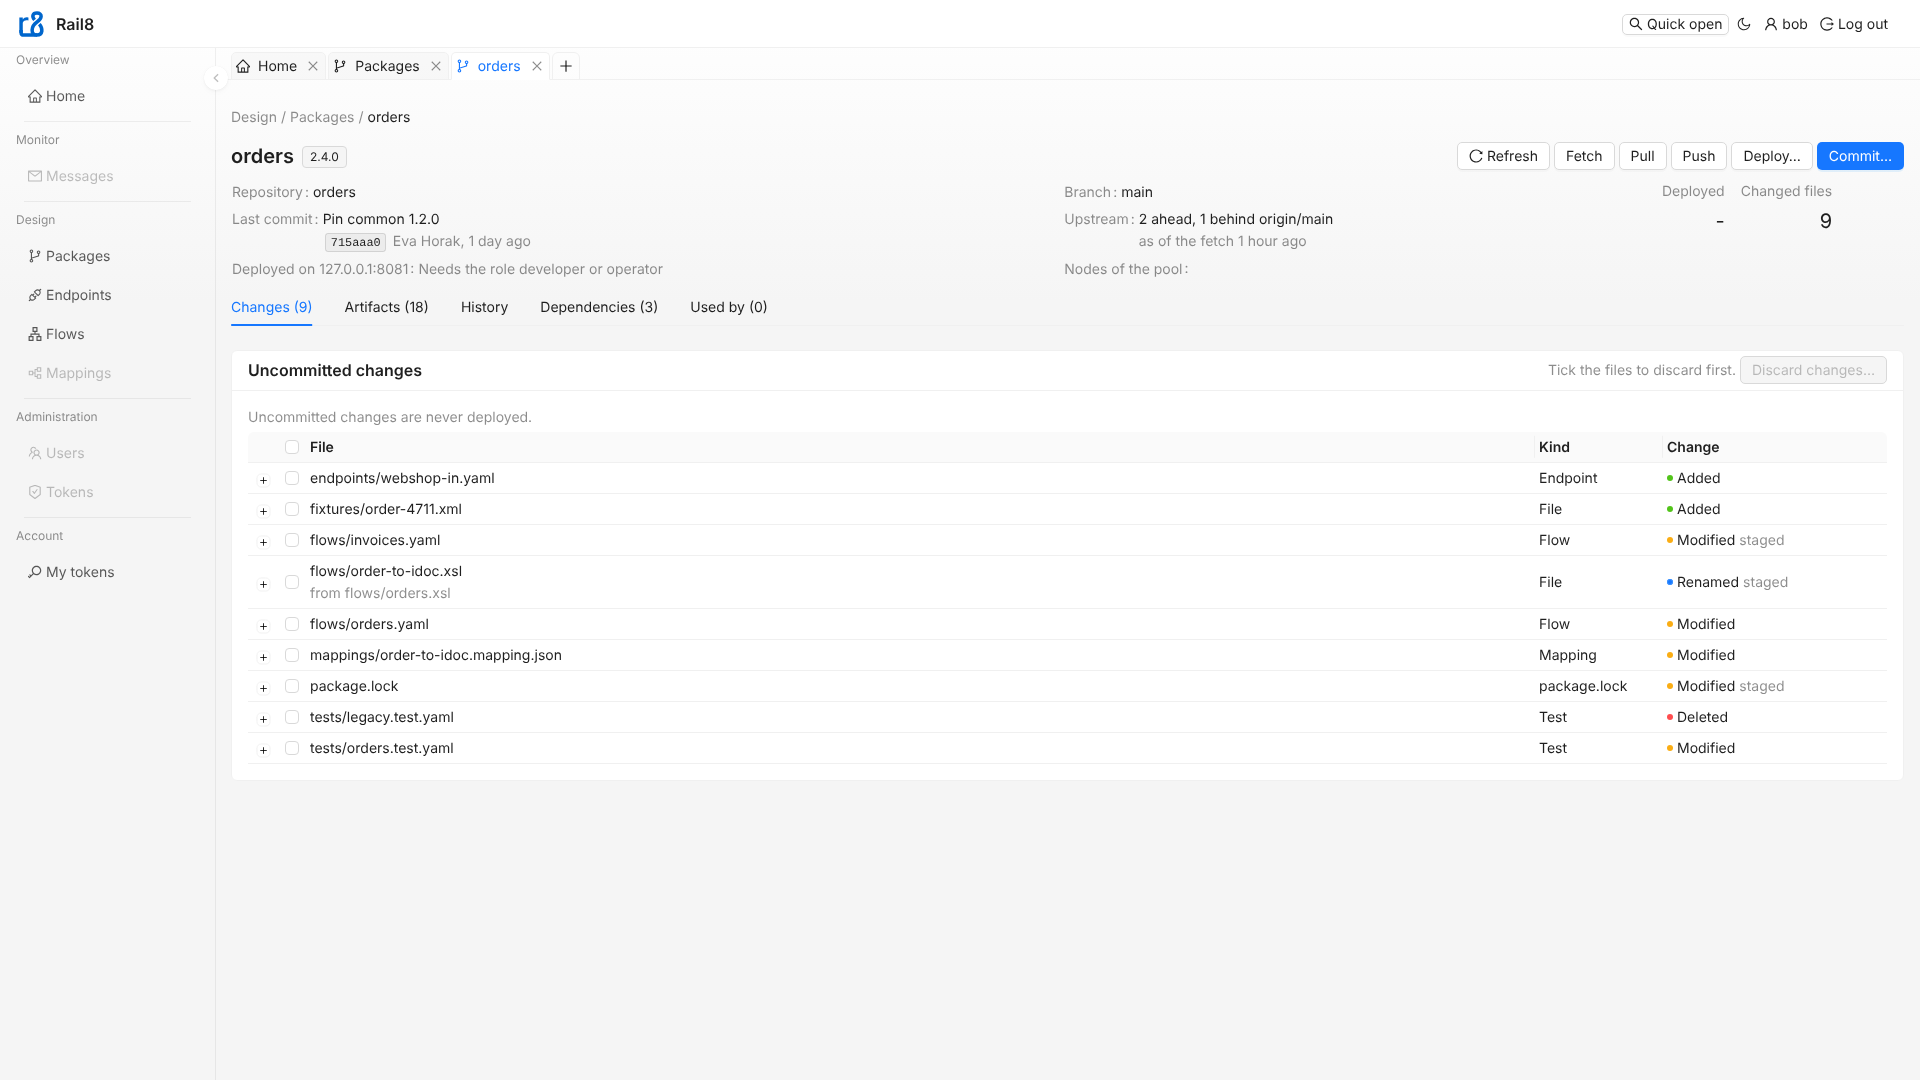 Rail8
Quick open
bob
Log out
Overview
Home
Monitor
Messages
Design
Packages
Endpoints
Flows
Mappings
Administration
Users
Tokens
Account
My tokens
Home
Packages
orders
Design / Packages / orders
orders 2.4.0
Refresh
Fetch
Pull
Push
Deploy...
Commit...
Repository: orders
Branch: main
Deployed
-
Changed files
9
Last commit: Pin common 1.2.0
715aaa0 Eva Horak, 1 day ago
Upstream: 2 ahead, 1 behind origin/main
as of the fetch 1 hour ago
Deployed on 127.0.0.1:8081: Needs the role developer or operator
Nodes of the pool:
Changes (9)
Artifacts (18)
History
Dependencies (3)
Used by (0)
Uncommitted changes
Tick the files to discard first.
Discard changes...
Uncommitted changes are never deployed.
File Kind Change
+ endpoints/webshop-in.yaml Endpoint Added
+ fixtures/order-4711.xml File Added
+ flows/invoices.yaml Flow Modified staged
+ flows/order-to-idoc.xsl File Renamed staged
from flows/orders.xsl
+ flows/orders.yaml Flow Modified
+ mappings/order-to-idoc.mapping.json Mapping Modified
+ package.lock package.lock Modified staged
+ tests/legacy.test.yaml Test Deleted
+ tests/orders.test.yaml Test Modified